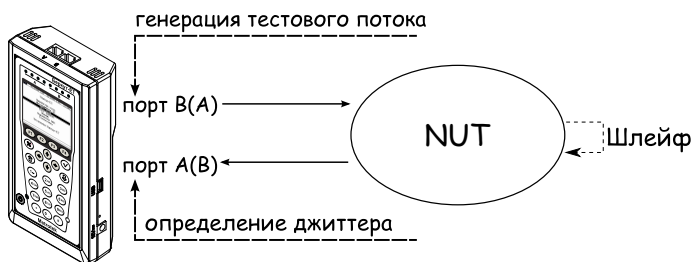 генерация тестового потока
порт B(A)
NUT
Шлейф
порт A(B)
определение джиттера